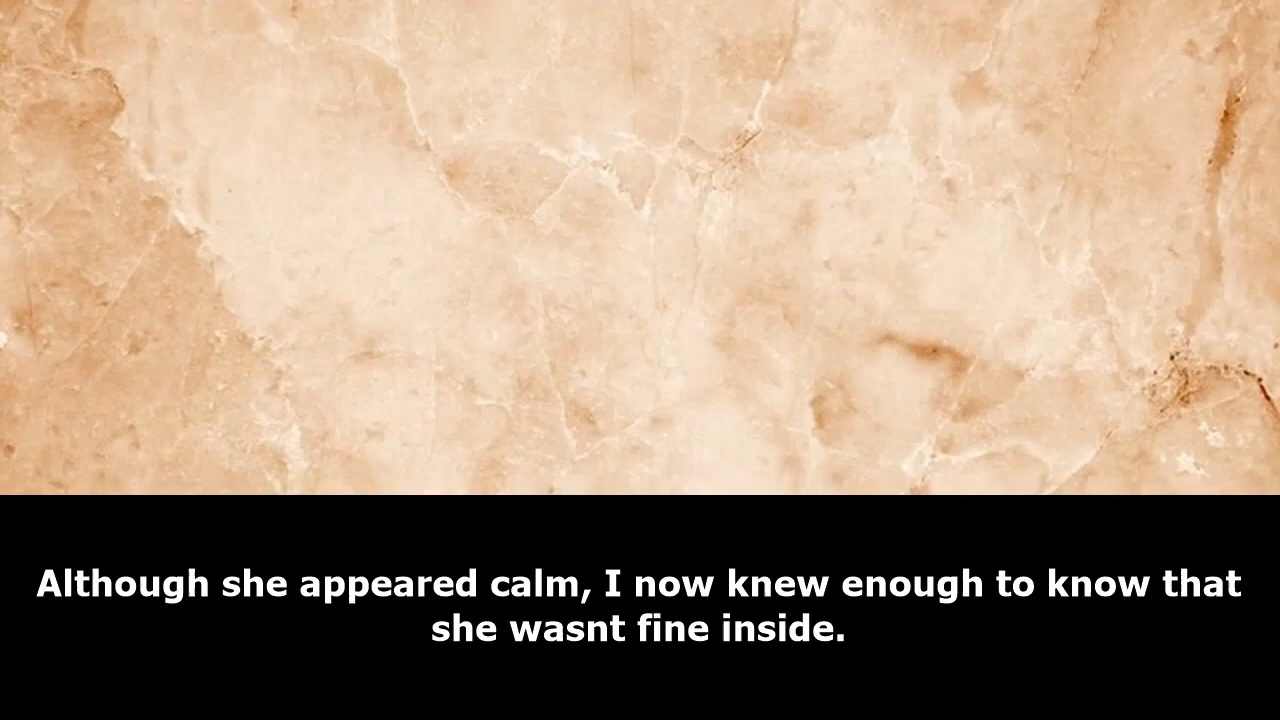 Although she appeared calm, I now knew enough to know that
she wasnt fine inside.